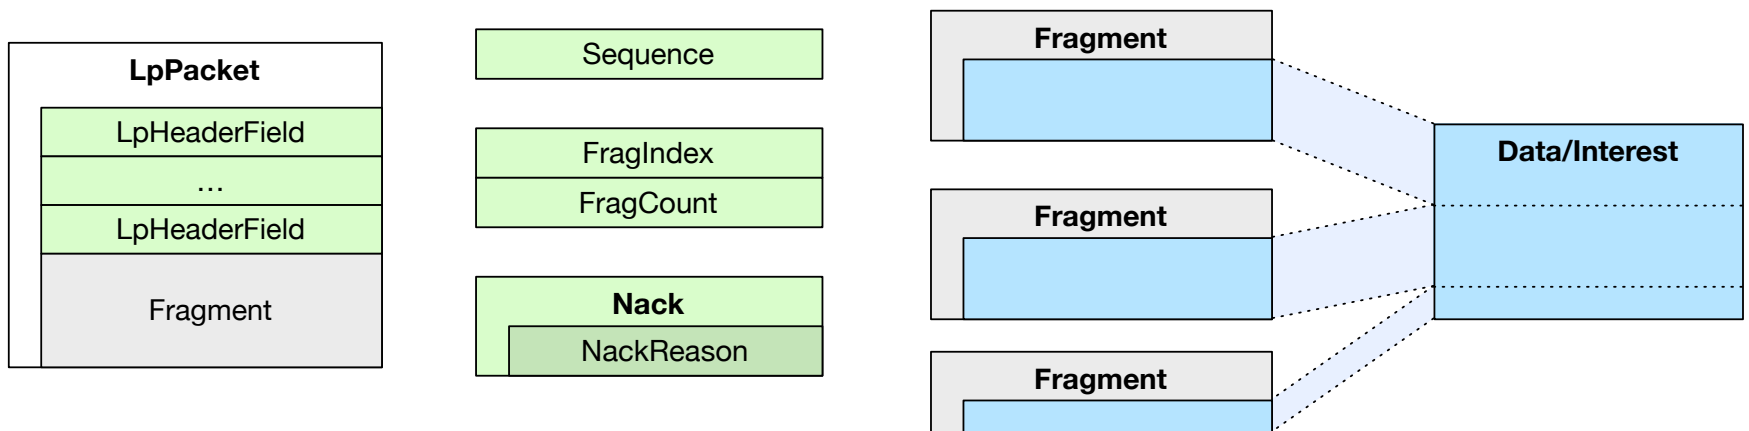 LpPacket
LpHeaderField
...
LpHeaderField
Fragment
Sequence
FragIndex
FragCount
Nack
NackReason
Fragment
Fragment
Fragment
Data/Interest